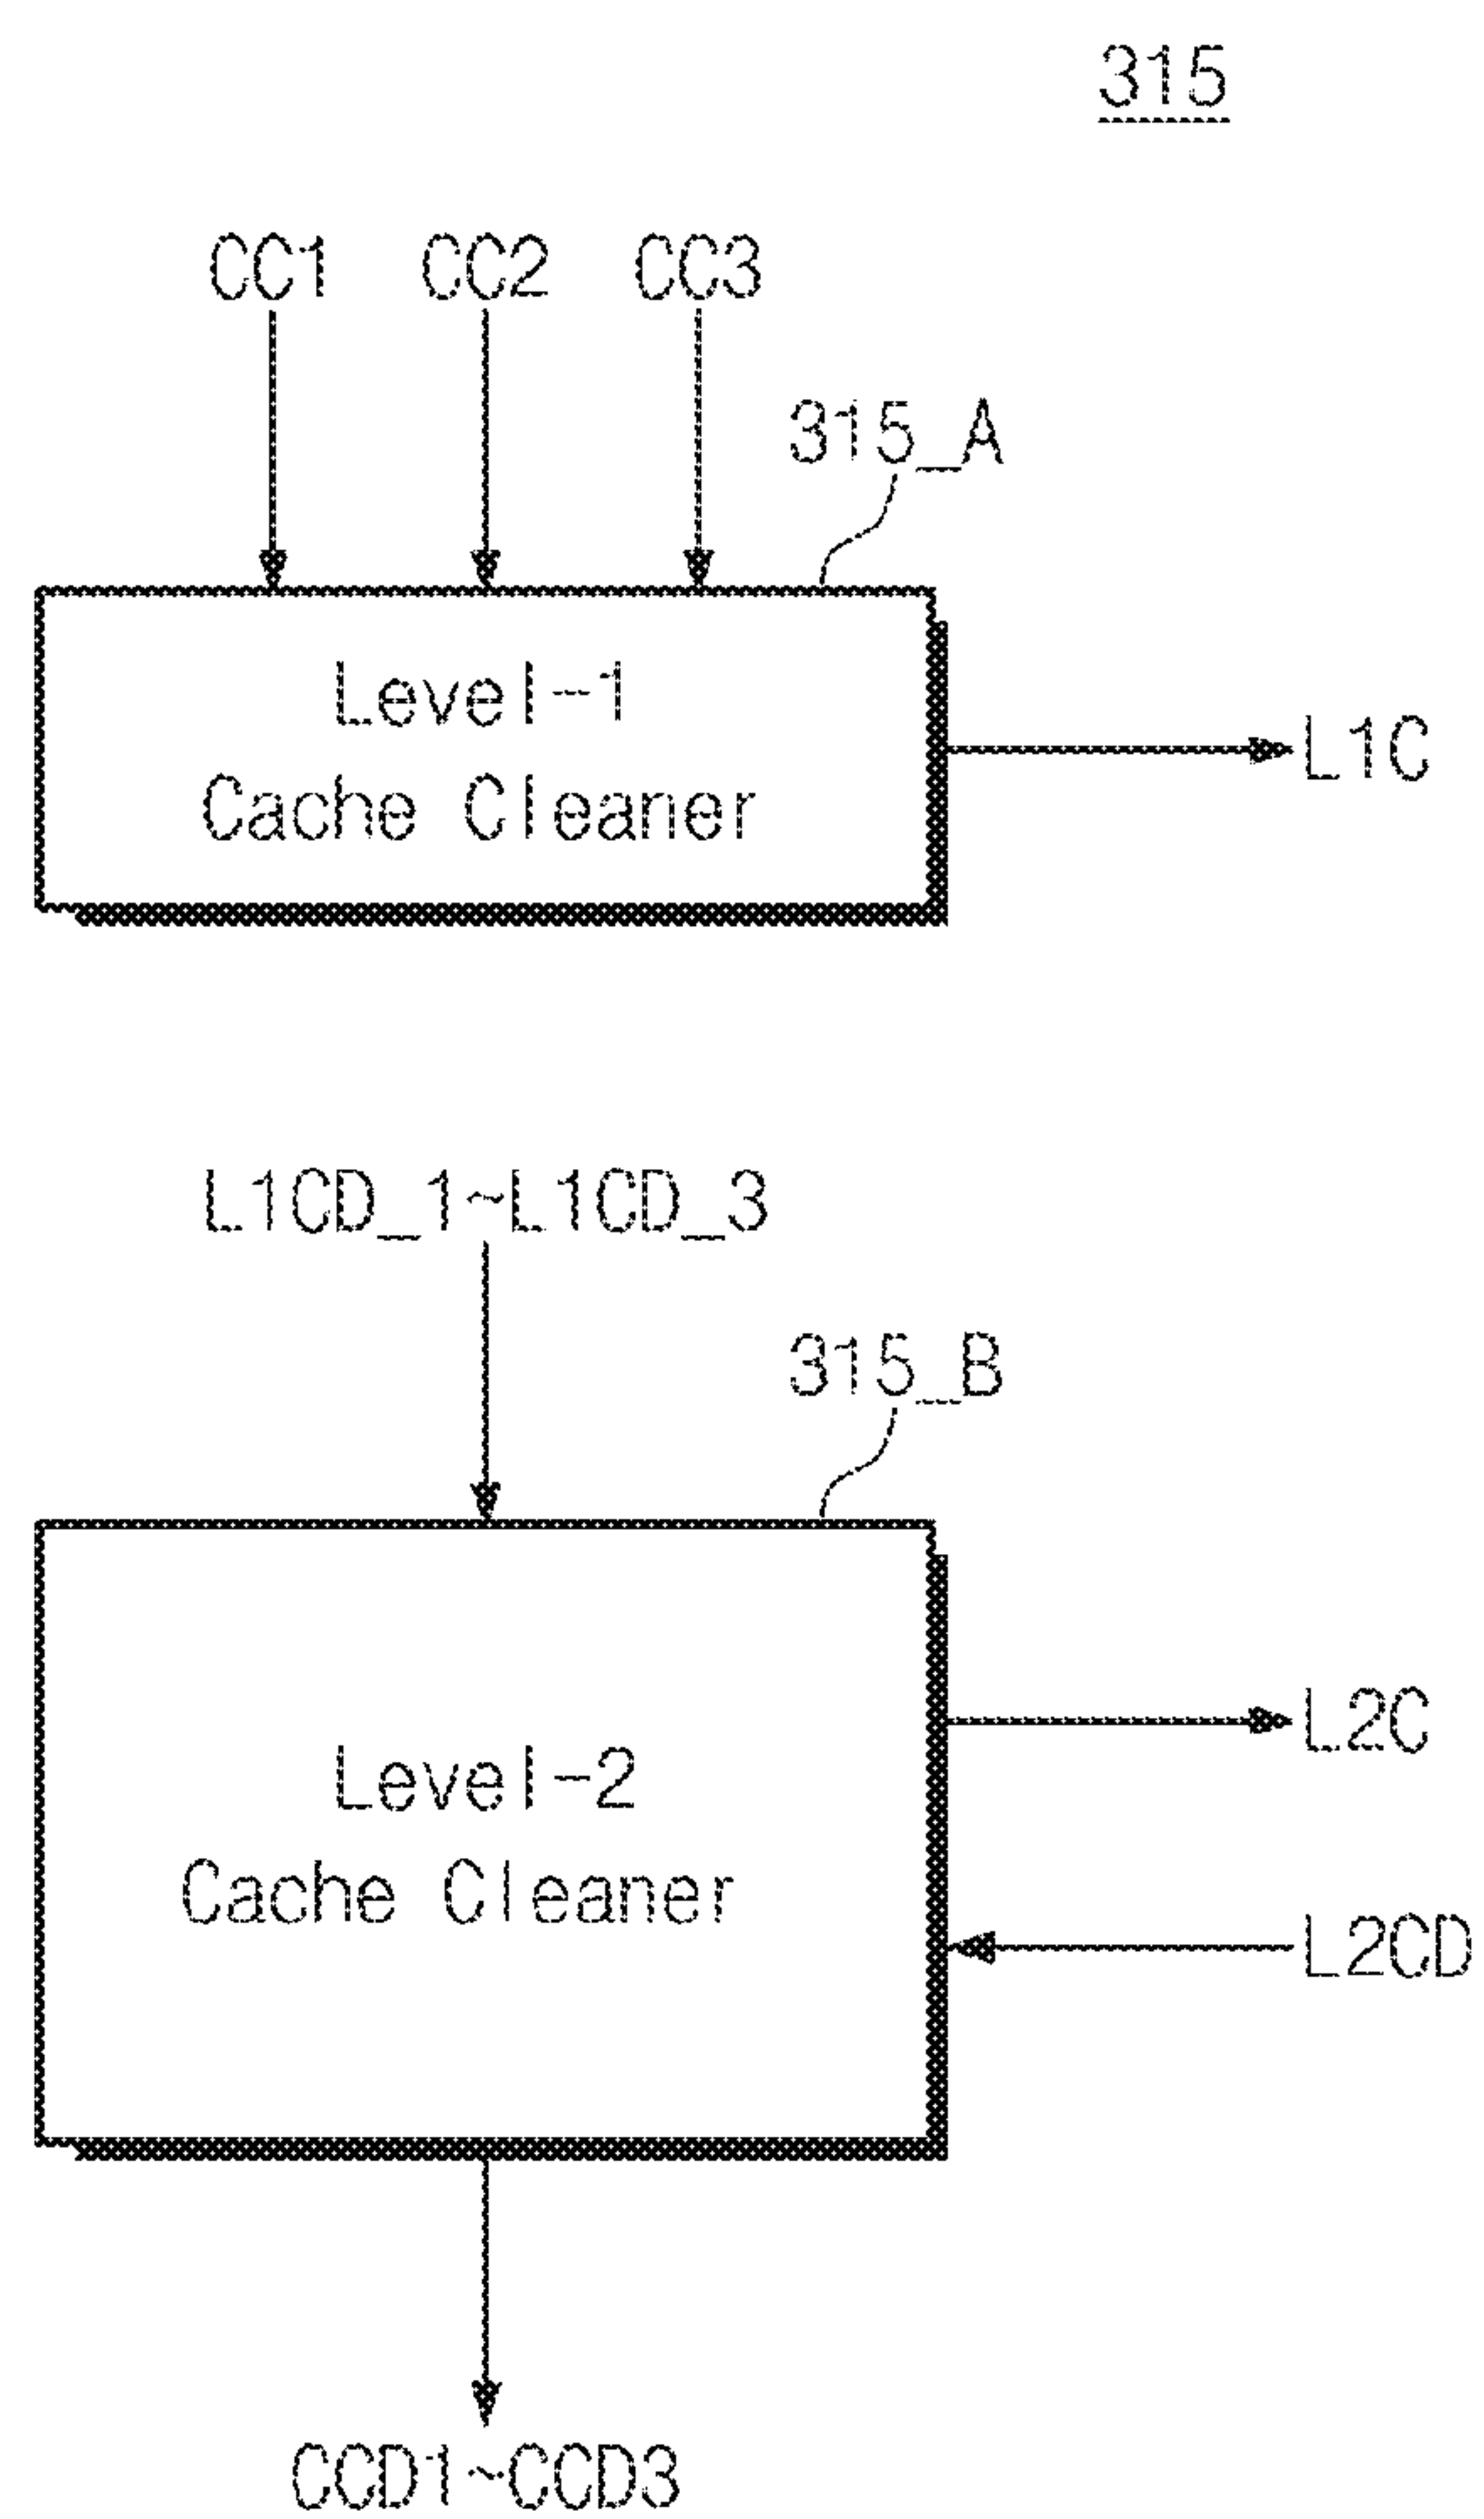 315
CC1 CC2 CC3
315_A
Level-1
Cache Cleaner
L1C
L1CD_1~L1CD_3
315_B
Level-2
Cache Cleaner
L2C
L2CD
CCD1~CCD3